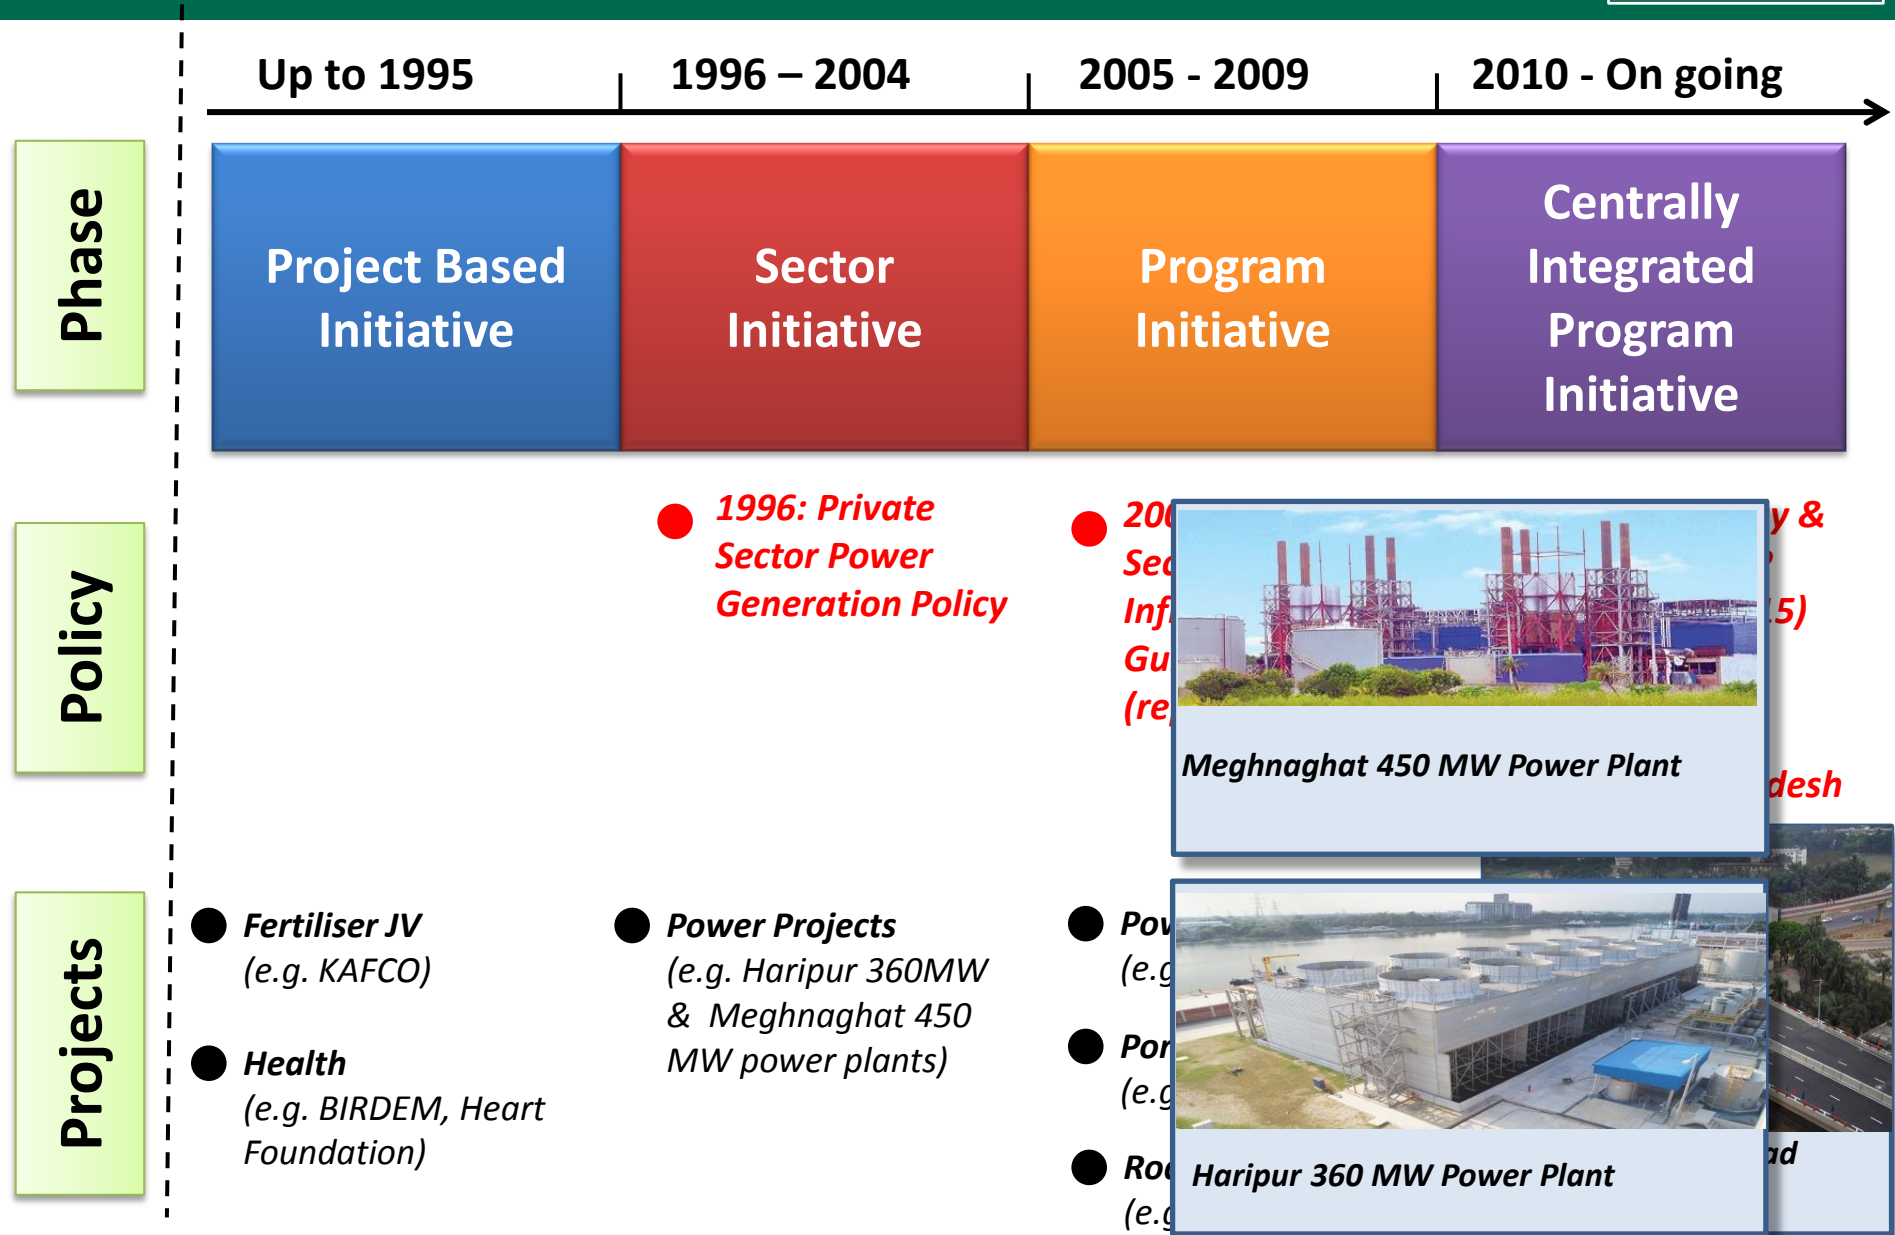 Up to 1995
1996 – 2004
2005 - 2009
2010 - On going
Phase
Project Based
Initiative
Sector
Initiative
Program
Initiative
Centrally
Integrated
Program
Initiative
Policy
1996: Private
Sector Power
Generation Policy
&
15)
Meghnaghat 450 MW Power Plant
Projects
Fertiliser JV
(e.g. KAFCO)
Health
(e.g. BIRDEM, Heart
Foundation)
Power Projects
(e.g. Haripur 360MW
& Meghnaghat 450
MW power plants)
(e.g
(e.g
(e.g
Haripur 360 MW Power Plant